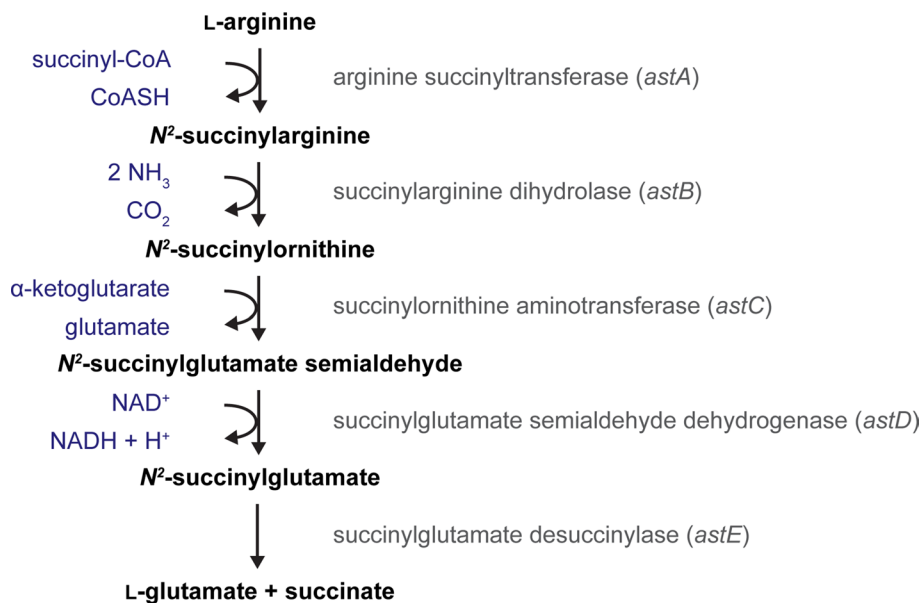 L-arginine
succinyl-CoA
CoASH
arginine succinyltransferase (astA)
N²-succinylarginine
2 NH₃
CO₂
succinylarginine dihydrolase (astB)
N²-succinylornithine
α-ketoglutarate
glutamate
succinylornithine aminotransferase (astC)
N²-succinylglutamate semialdehyde
NAD⁺
NADH + H⁺
succinylglutamate semialdehyde dehydrogenase (astD)
N²-succinylglutamate
succinylglutamate desuccinylase (astE)
L-glutamate + succinate